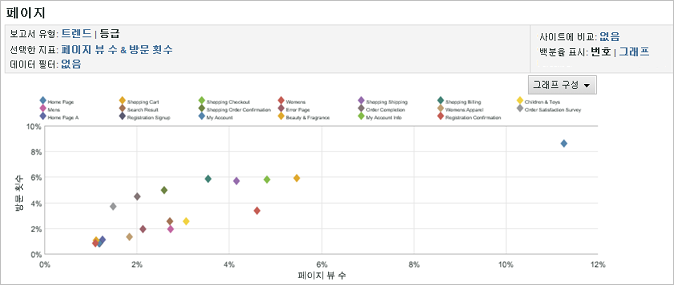 페이지
보고서 유형: 트렌드 | 등급
선택한 지표: 페이지 뷰 수 & 방문 횟수
데이터 필터: 없음
사이트에 비교: 없음
백분율 표시: 번호 | 그래프
그래프 구성
Home Page Shopping Cart Shopping Checkout Womens Shopping Shipping Shopping Billing Children & Toys
Mens Search Result Shopping Order Confirmation Error Page Order Completion Womens Apparel Order Satisfaction Survey
Home Page A Registration Signup My Account Beauty & Fragrance My Account Info Registration Confirmation
10%
8%
6%
4%
2%
0%
방문 횟수
0% 2% 4% 6% 8% 10% 12%
페이지 뷰 수